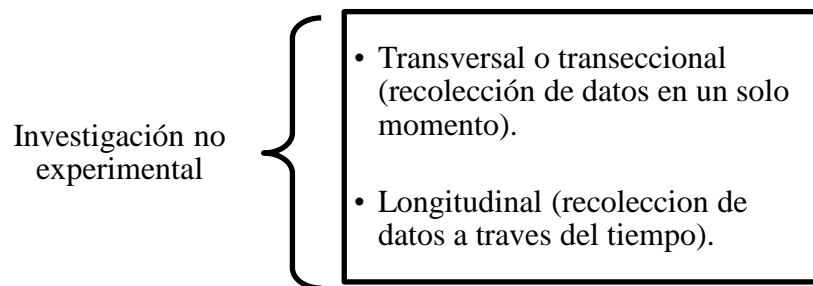 Investigación no
experimental
• Transversal o transeccional
(recolección de datos en un solo
momento).
• Longitudinal (recoleccion de
datos a traves del tiempo).